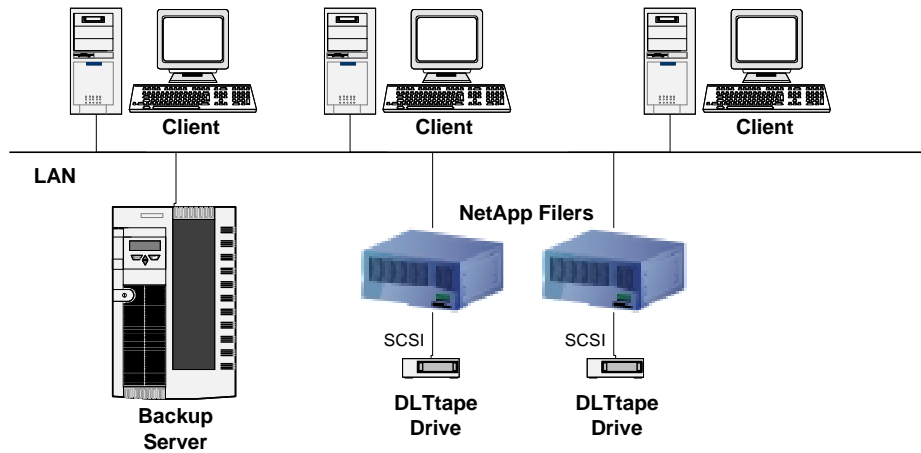 Client
Client
Client
LAN
NetApp Filers
SCSI
SCSI
Backup
Server
DLTtape
Drive
DLTtape
Drive